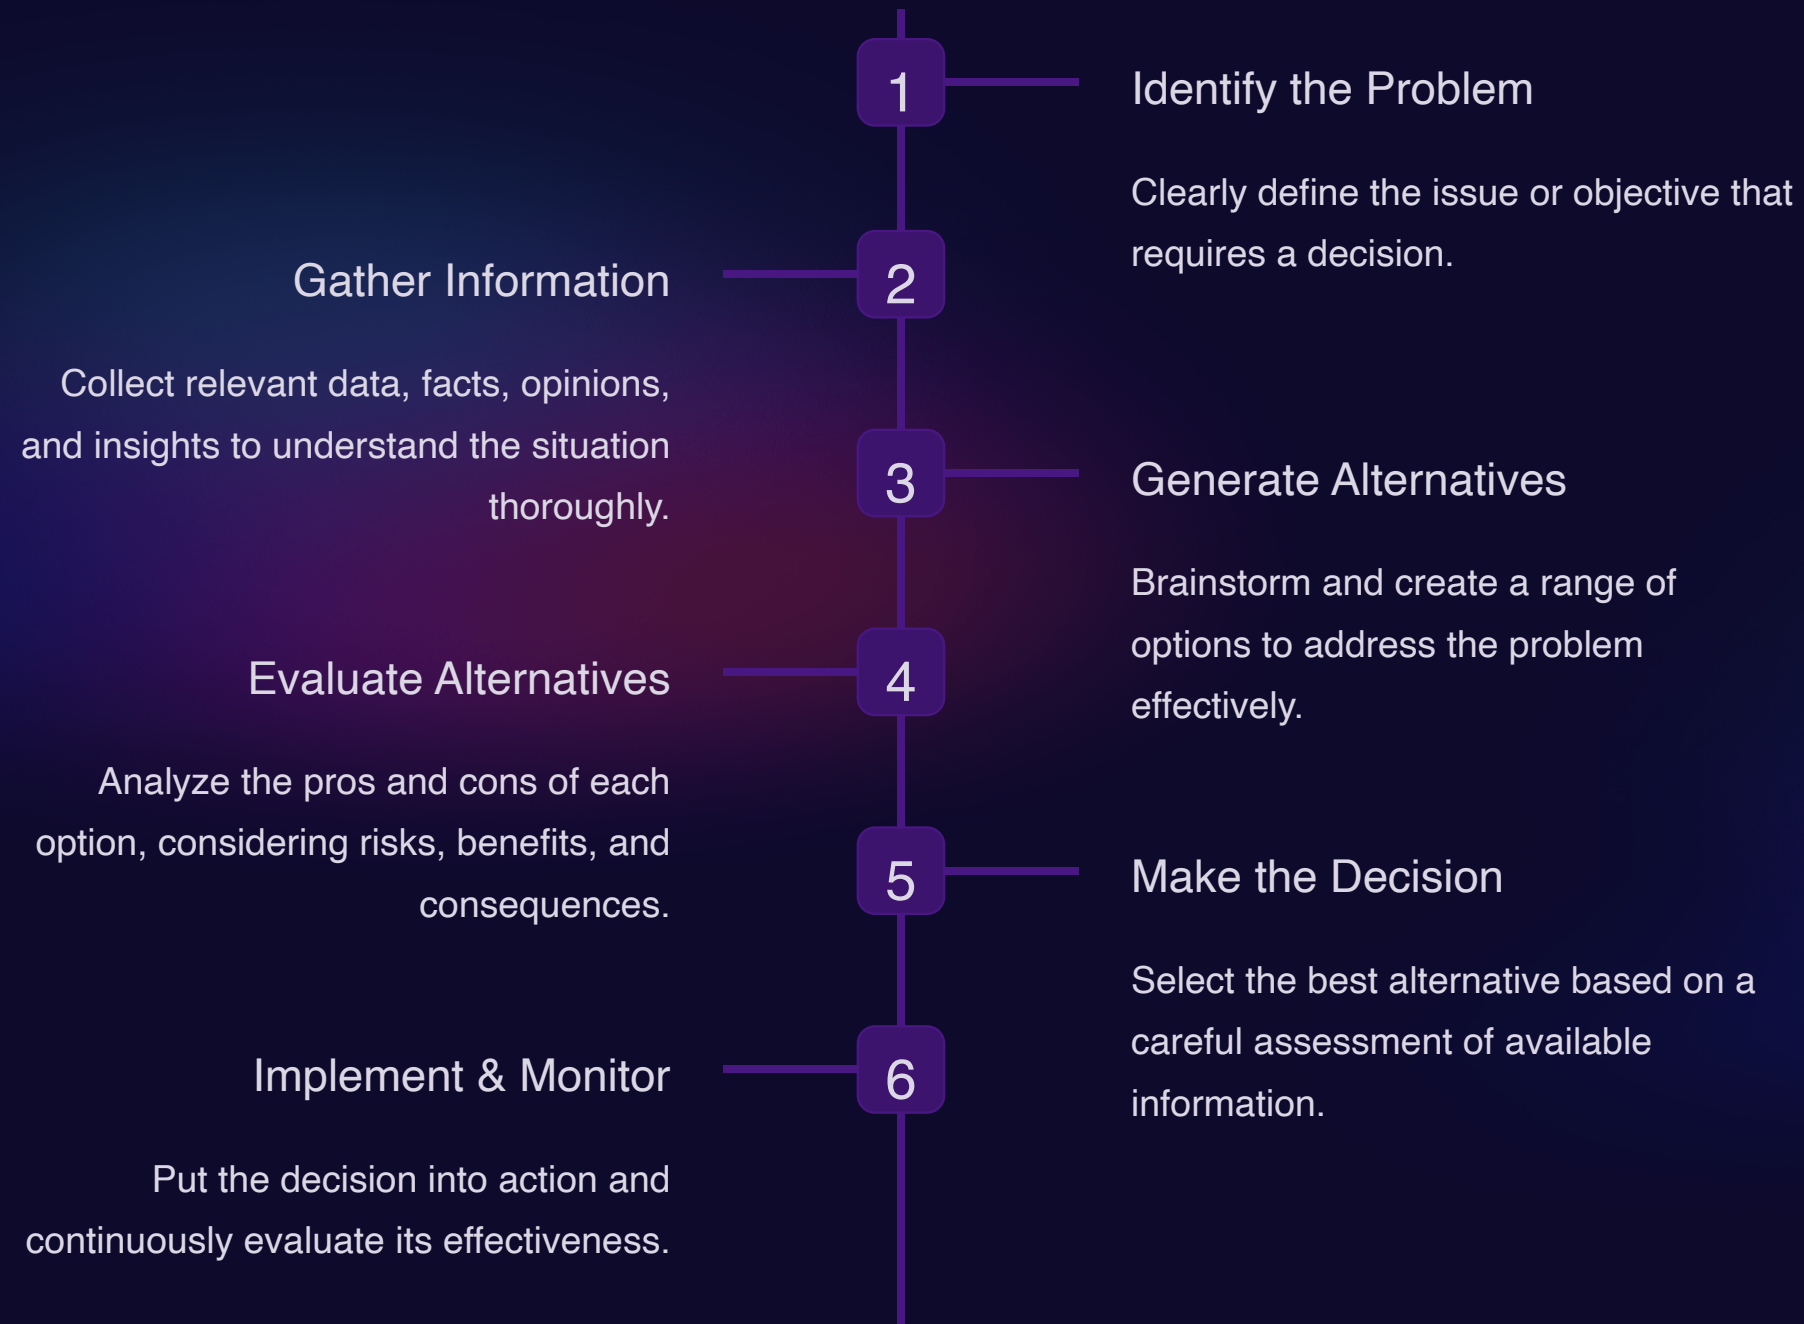 1
Identify the Problem
Clearly define the issue or objective that
requires a decision.
2
Gather Information
Collect relevant data, facts, opinions,
and insights to understand the situation
thoroughly.
3
Generate Alternatives
Brainstorm and create a range of
options to address the problem
effectively.
4
Evaluate Alternatives
Analyze the pros and cons of each
option, considering risks, benefits, and
consequences.
5
Make the Decision
Select the best alternative based on a
careful assessment of available
information.
6
Implement & Monitor
Put the decision into action and
continuously evaluate its effectiveness.